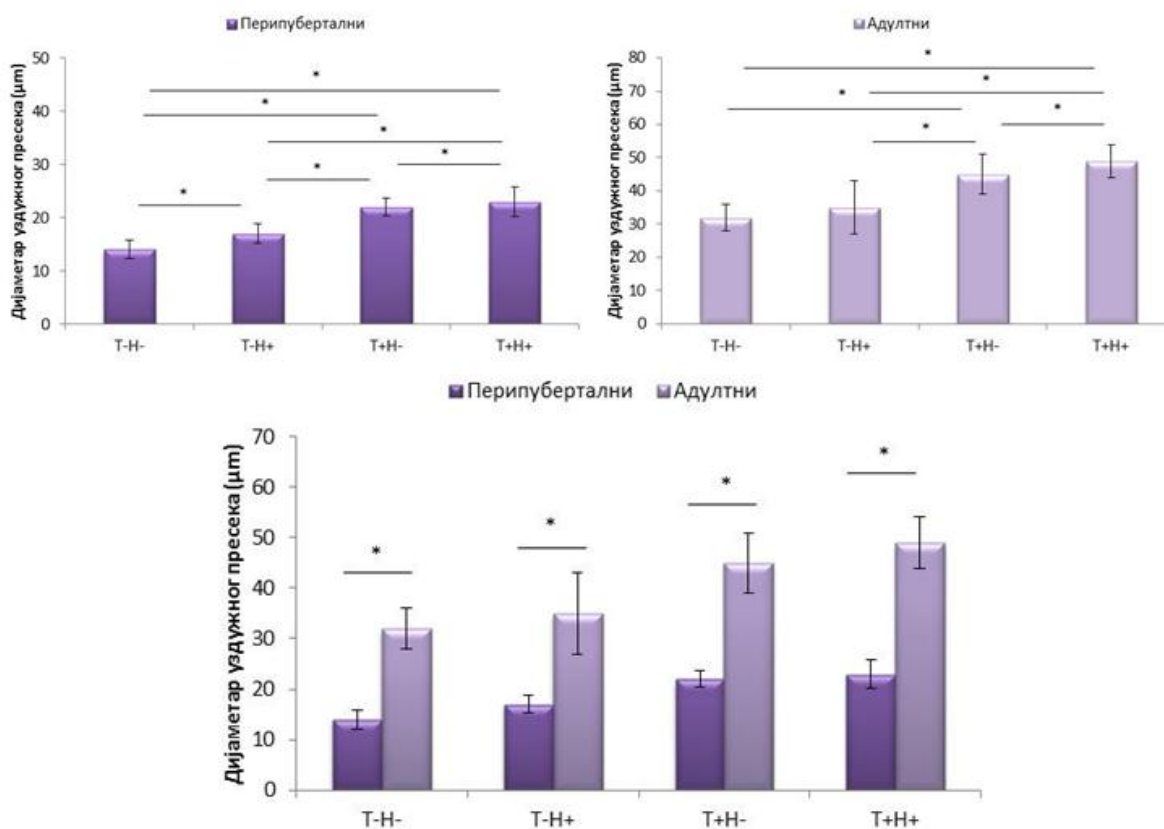 Перипубертални
Дијаметар уздужног пресека (µm)
50
*
*
40
*
*
30
*
*
20
10
0
Т-Н-
Т-Н+
Т+Н-
Т+Н+
Адултни
Дијаметар уздужног пресека (µm)
80
*
70
*
*
60
*
*
50
40
30
20
10
0
Т-Н-
Т-Н+
Т+Н-
Т+Н+
Перипубертални Адултни
Дијаметар уздужног пресека (µm)
70
*
60
*
*
50
*
40
30
20
10
0
Т-Н-
Т-Н+
Т+Н-
Т+Н+